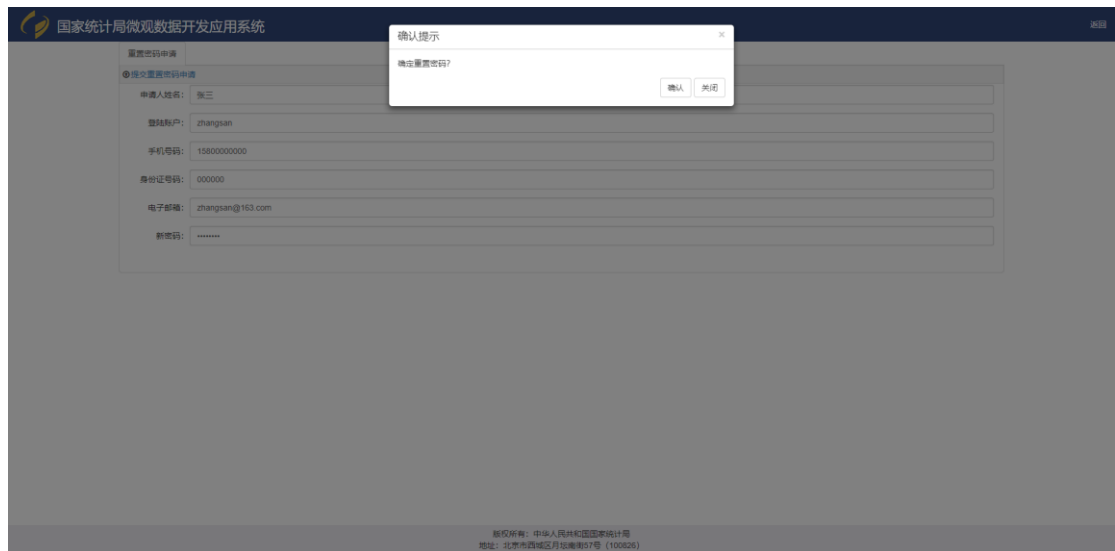 国家统计局微观数据开发应用系统
返回
确认提示
×
确定重置密码?
确认 关闭
重置密码申请
提交重置密码申请
申请人姓名: 张三
登陆账户: zhangsan
手机号码: 15800000000
身份证号码: 000000
电子邮箱: zhangsan@163.com
新密码: ••••••••
版权所有:中华人民共和国国家统计局
地址:北京市西城区月坛南街57号 (100826)